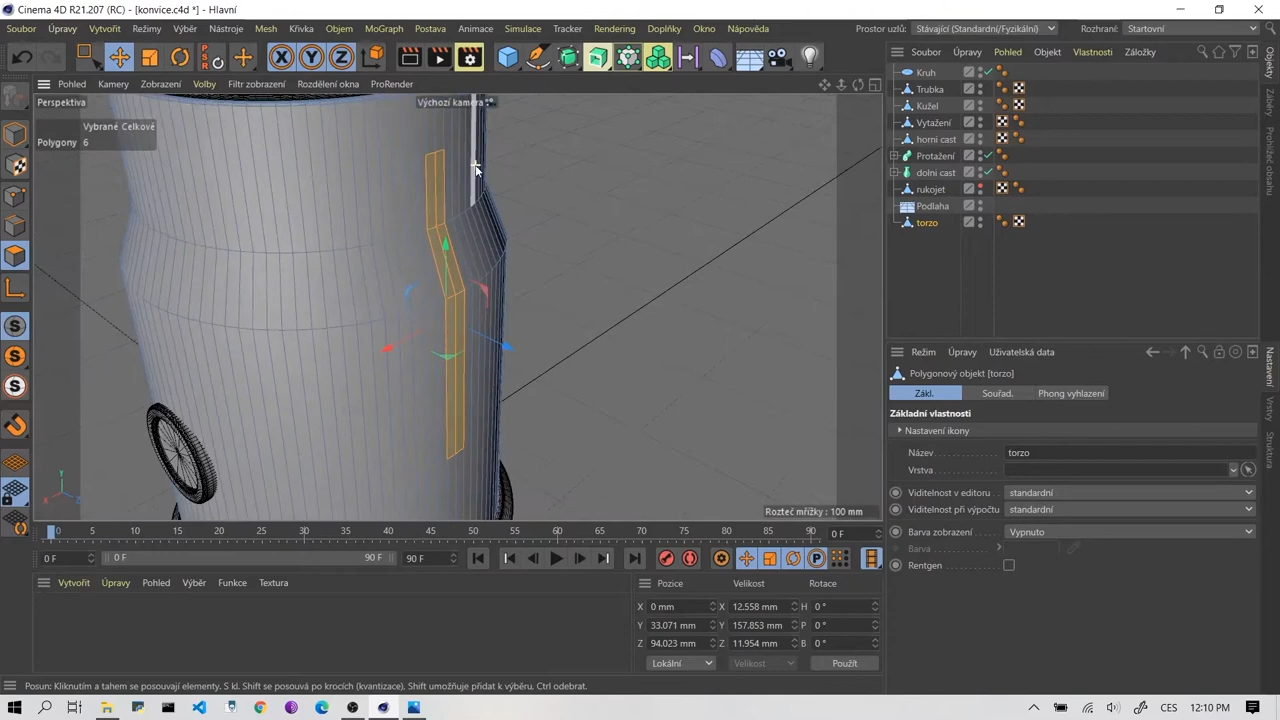 Cinema 4D R21.207 (RC) - [konvice.c4d *] - Hlavní
Soubor Úpravy Vytvořit Režimy Výběr Nástroje Mesh Křivka Objem MoGraph Postava Animace Simulace Tracker Rendering Doplňky Okno Nápověda Prostor uzlů: Stávající (Standardní/Fyzikální) Rozhraní: Startovní
P S R X Y Z
Soubor Úpravy Pohled Objekt Vlastnosti Záložky
Pohled Kamery Zobrazení Volby Filtr zobrazení Rozdělena okna ProRender
Perspektiva Výchozí kamera
Vybrané Celkově
Polygony 6
Kruh
Trubka
Kužel
Vytažení
horni cast
Protažení
dolni cast
rukojet
Podlaha
torzo
Objekty
Záběry
Režim Úpravy Uživatelská data
Polygonový objekt [torzo]
Zákl. Souřad. Phong vyhlazení
Základní vlastnosti
Nastavení ikony
Název torzo
Vrstva
Viditelnost v editoru standardní
Viditelnost při výpočtu standardní
Barva zobrazení Vypnuto
Barva
Rentgen
Nastavení
Vrstvy
Struktura
Y
X Z
Rozteč mřížky : 100 mm
0 5 10 15 20 25 30 35 40 45 50 55 60 65 70 75 80 85 90 0 F
0 F 0 F 90 F 90 F
Vytvořit Úpravy Pohled Výběr Funkce Textura
Pozice Velikost Rotace
X 0 mm X 12.558 mm H 0 °
Y 33.071 mm Y 157.853 mm P 0 °
Z 94.023 mm Z 11.954 mm B 0 °
Lokální Velikost Použít
Posun: Kliknutím a tahem se posouvají elementy. S kl. Shift se posouvá po krocích (kvantizace). Shift umožňuje přidat k výběru. Ctrl odebrat.
CES 12:10 PM